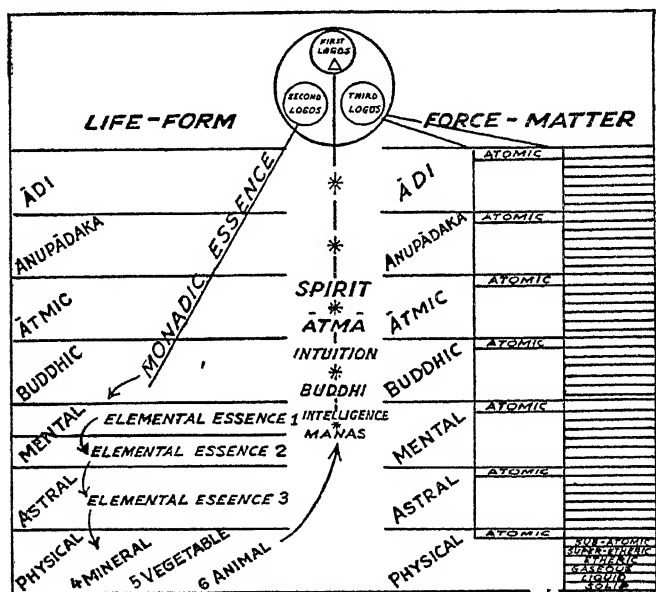 FIRST
LOGOS
SECOND
LOGOS
THIRD
LOGOS
LIFE-FORM
FORCE-MATTER
MONADIC ESSENCE
ĀDI
ANUPĀDAKA
ĀTMIC
BUDDHIC
MENTAL
ASTRAL
PHYSICAL
ELEMENTAL ESSENCE 1
ELEMENTAL ESSENCE 2
ELEMENTAL ESEENCE 3
4 MINERAL
5 VEGETABLE
6 ANIMAL
SPIRIT
ĀTMĀ
INTUITION
BUDDHI
INTELLIGENCE
MANAS
ĀDI
ANUPĀDAKA
ĀTMIC
BUDDHIC
MENTAL
ASTRAL
PHYSICAL
ATOMIC
ATOMIC
ATOMIC
ATOMIC
ATOMIC
ATOMIC
ATOMIC
SUB-ATOMIC
SUPER-ETHERIC
ETHERIC
GASEOUS
LIQUID
SOLID